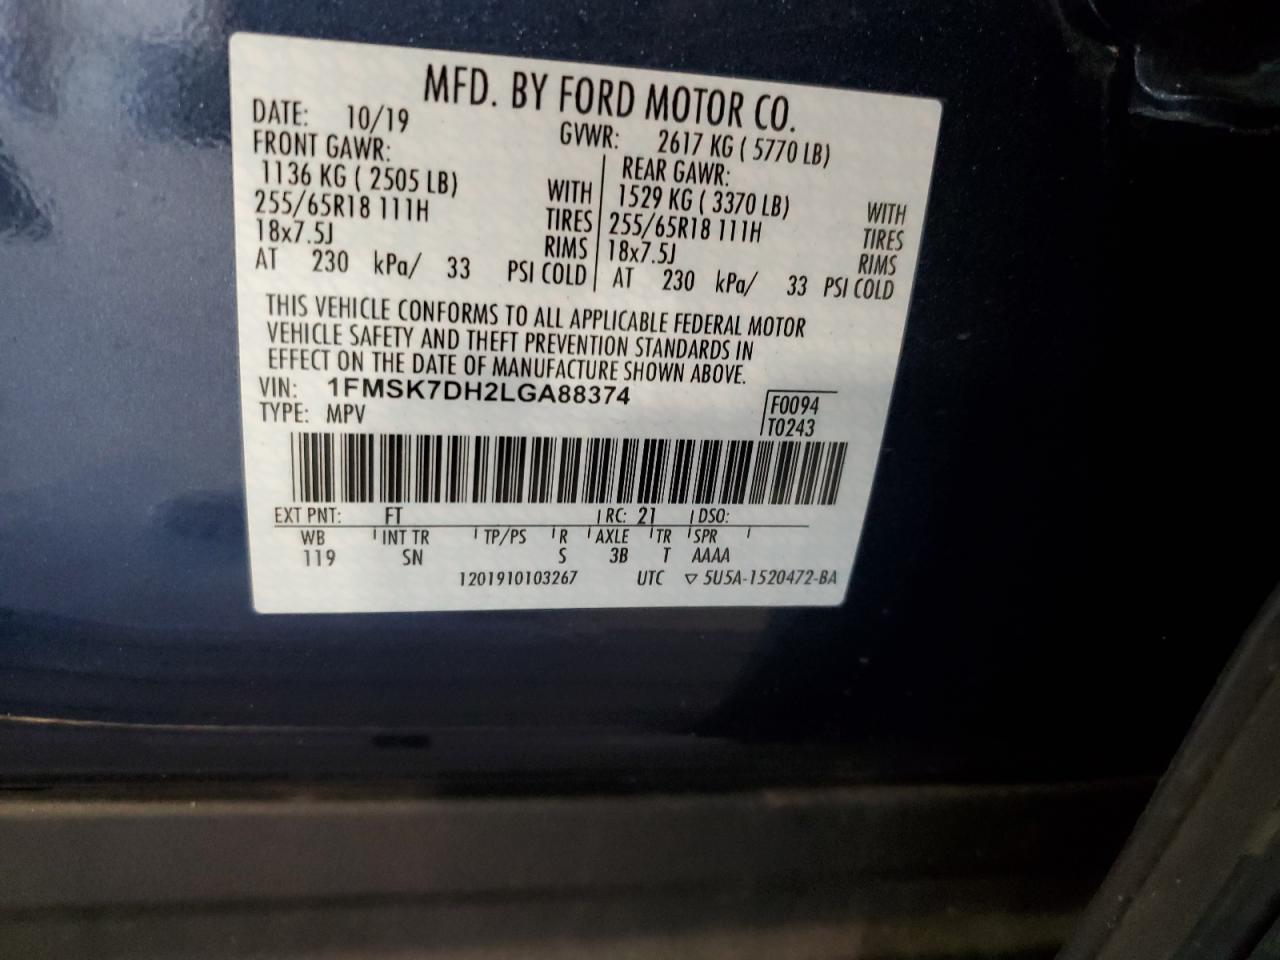 MFD. BY FORD MOTOR CO.
DATE: 10/19 GVWR: 2617 KG ( 5770 LB)
FRONT GAWR: REAR GAWR:
1136 KG ( 2505 LB) WITH 1529 KG ( 3370 LB) WITH
255/65R18 111H TIRES 255/65R18 111H TIRES
18x7.5J RIMS 18x7.5J RIMS
AT 230 kPa/ 33 PSI COLD AT 230 kPa/ 33 PSI COLD
THIS VEHICLE CONFORMS TO ALL APPLICABLE FEDERAL MOTOR
VEHICLE SAFETY AND THEFT PREVENTION STANDARDS IN
EFFECT ON THE DATE OF MANUFACTURE SHOWN ABOVE.
VIN: 1FMSK7DH2LGA88374
TYPE: MPV
F0094
T0243
EXT PNT: FT RC: 21 DSO:
WB INT TR TP/PS R AXLE TR SPR
119 SN S 3B T AAAA
1201910103267 UTC ▽ 5U5A-1520472-BA